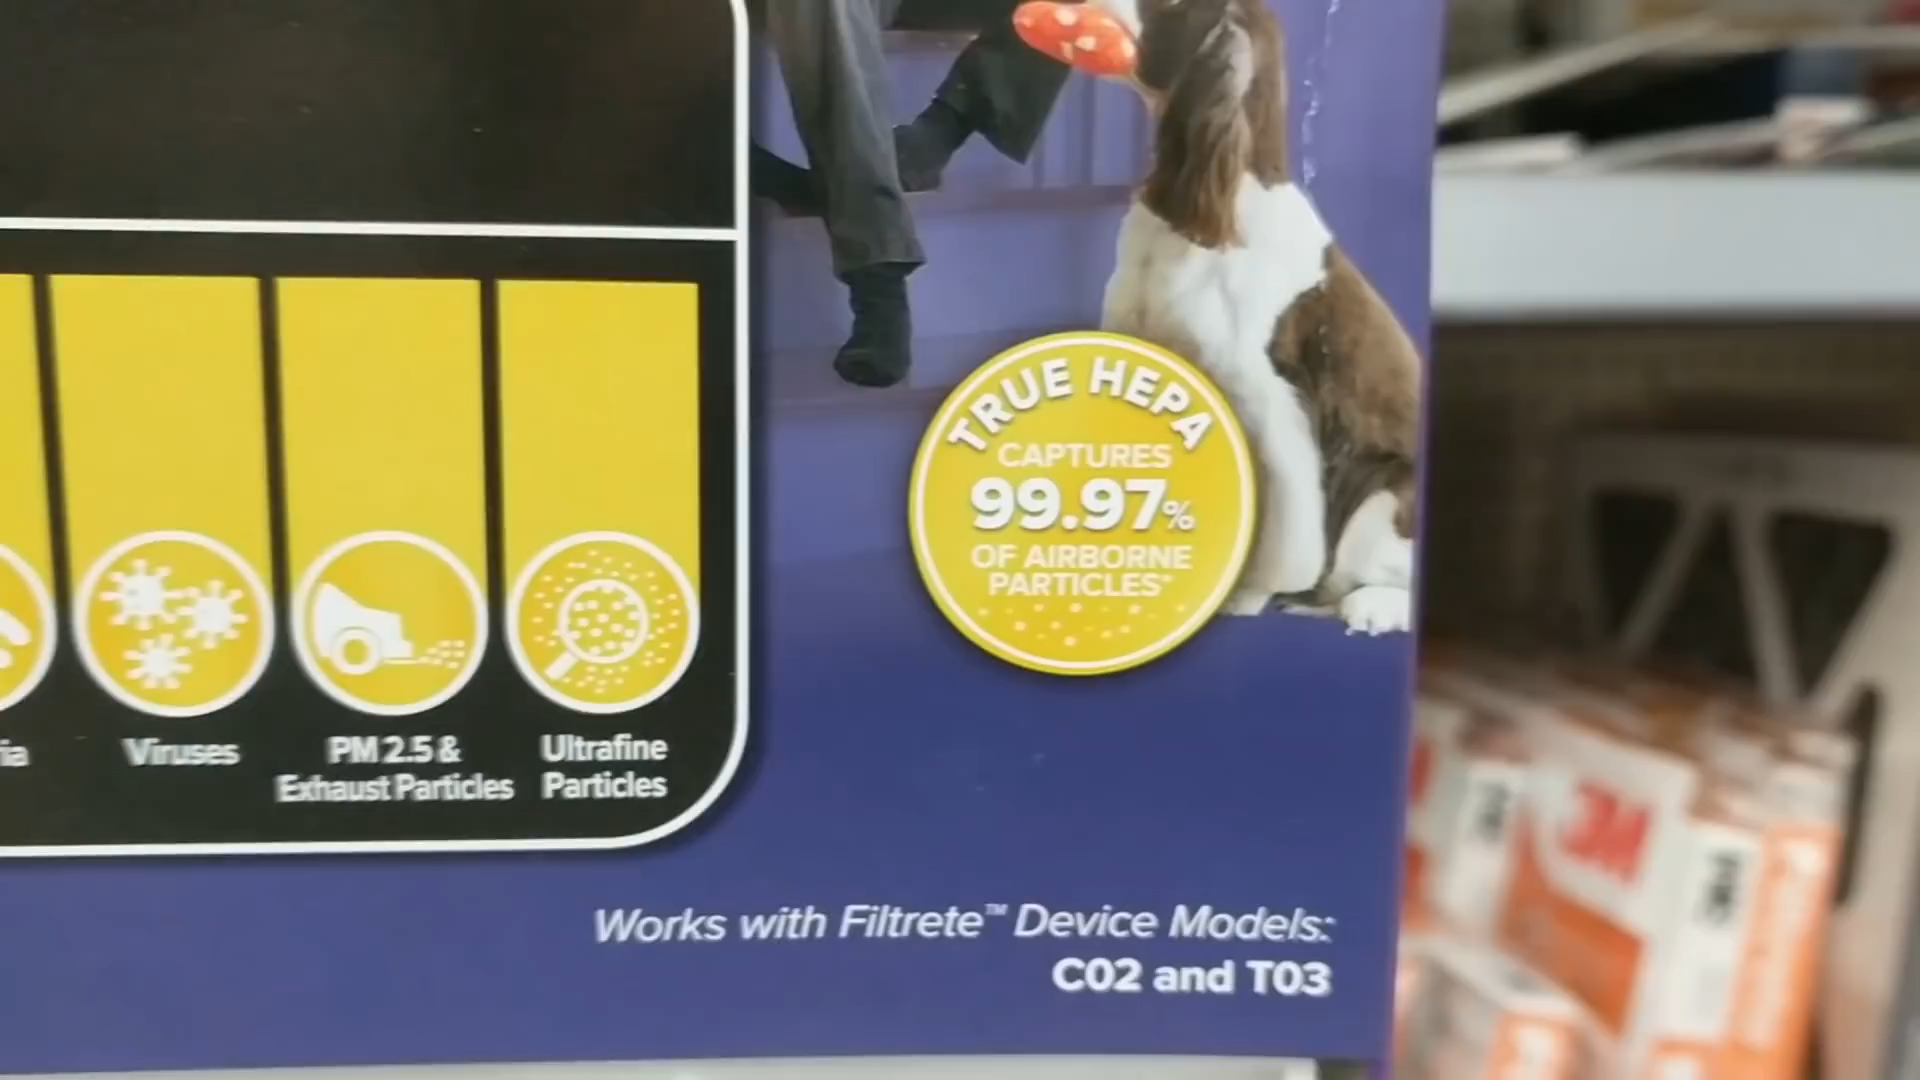 TRUE HEPA
CAPTURES
99.97%
OF AIRBORNE
PARTICLES*
Viruses
PM 2.5 &
Exhaust Particles
Ultrafine
Particles
Works with Filtrete™ Device Models:
C02 and T03
3M